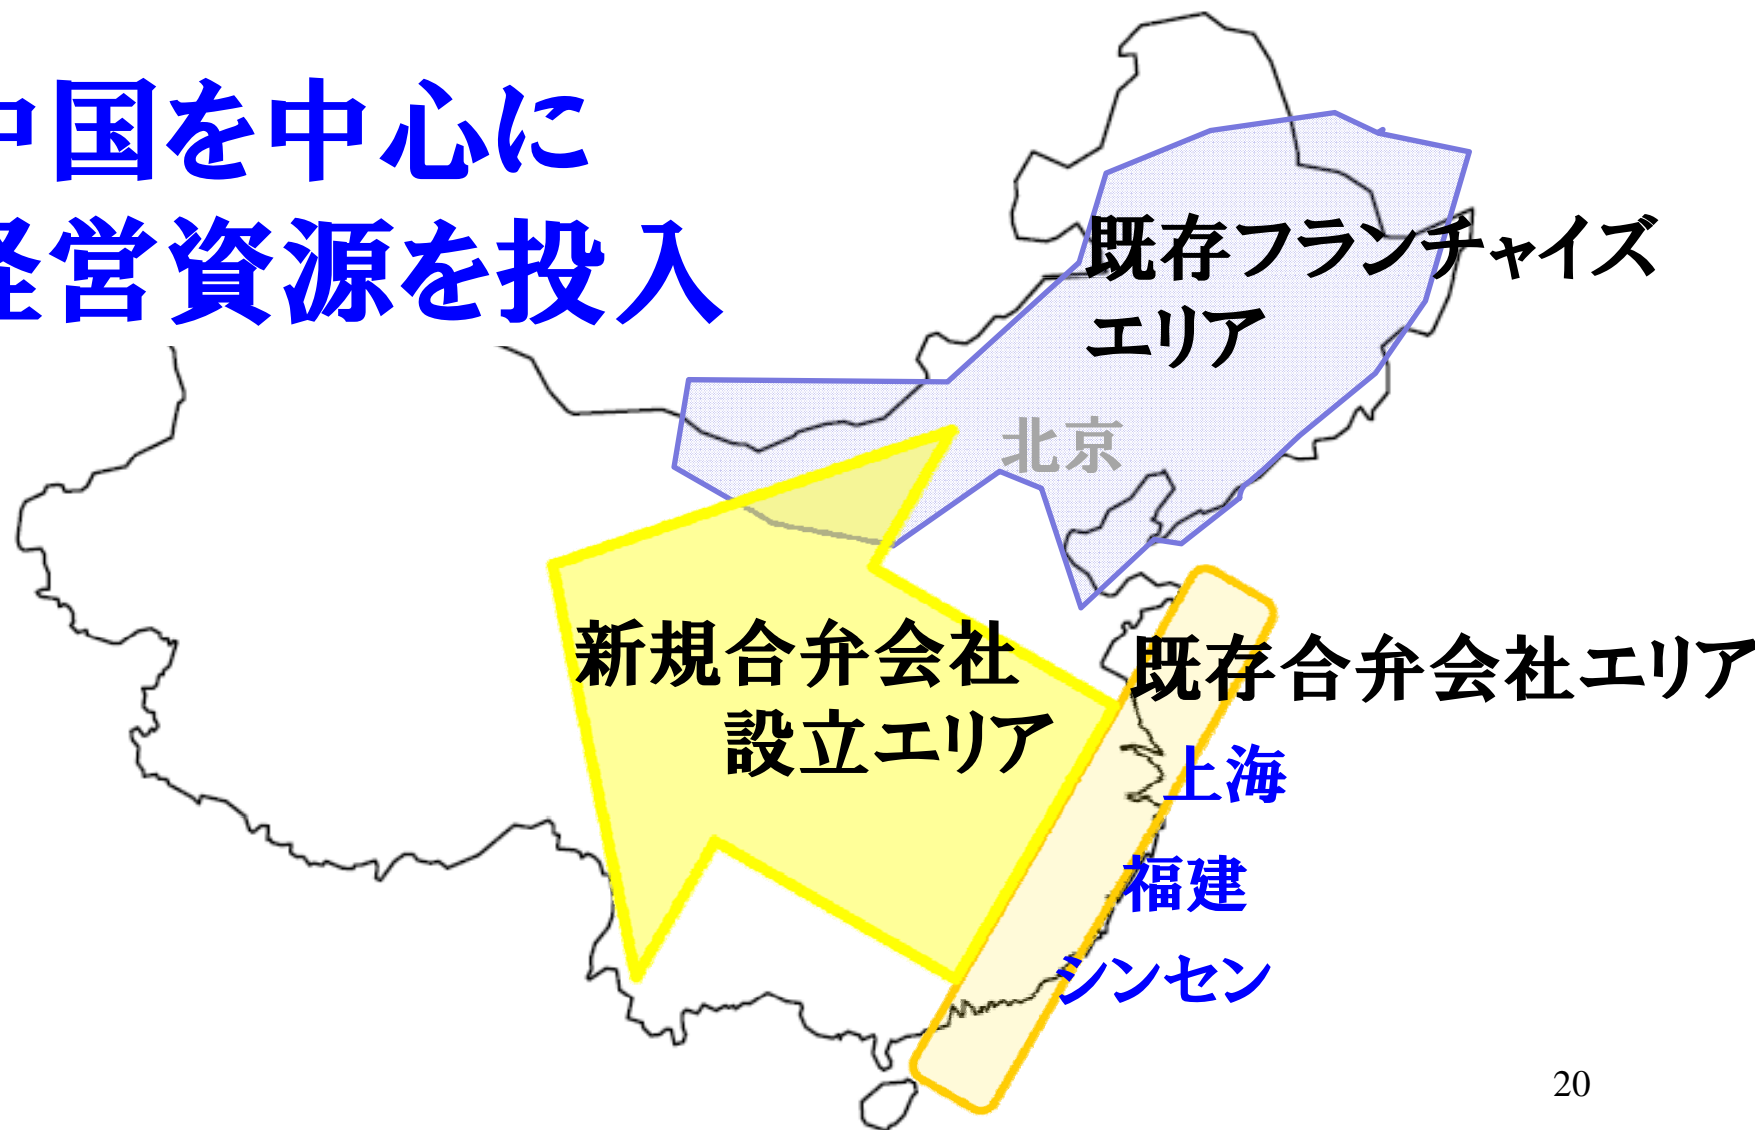 中国を中心に
経営資源を投入
既存フランチャイズ
エリア
北京
新規合弁会社
設立エリア
既存合弁会社エリア
上海
福建
シンセン
20